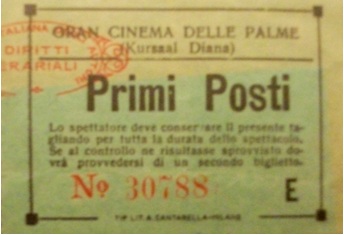 GRAN CINEMA DELLE PALME
(Kursaal Diana)
DIRITTI
ERARIALI
Primi Posti
Lo spettatore deve conservare il presente ta-
gliando per tutta la durata dello spettacolo.
Se al controllo ne risultasse sprovvisto do-
vrà provvedersi di un secondo biglietto.
No 30788
E
TIP. LIT. A. CANTABELLA - MILANO